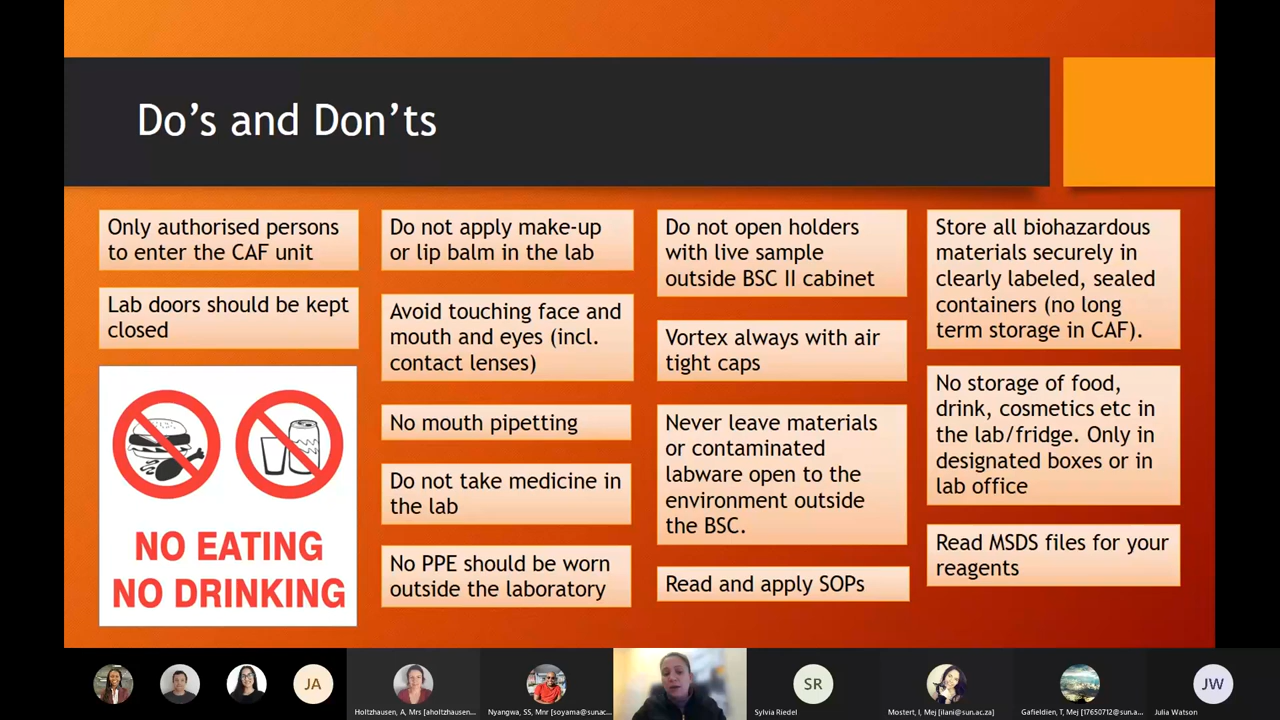 Do's and Don'ts
Only authorised persons
to enter the CAF unit
Lab doors should be kept
closed
NO EATING
NO DRINKING
Do not apply make-up
or lip balm in the lab
Avoid touching face and
mouth and eyes (incl.
contact lenses)
No mouth pipetting
Do not take medicine in
the lab
No PPE should be worn
outside the laboratory
Do not open holders
with live sample
outside BSC II cabinet
Vortex always with air
tight caps
Never leave materials
or contaminated
labware open to the
environment outside
the BSC.
Read and apply SOPs
Store all biohazardous
materials securely in
clearly labeled, sealed
containers (no long
term storage in CAF).
No storage of food,
drink, cosmetics etc in
the lab/fridge. Only in
designated boxes or in
lab office
Read MSDS files for your
reagents
JA
Holtzhausen, A, Mrs [aholtzhausen...
Nyangwa, SS, Mnr [soyama@sunac...
SR
Sylvia Riedel
Mostert, I, Mej [ilani@sun.ac.za]
Gafieldien, T, Mej [17650712@sun.a...
JW
Julia Watson